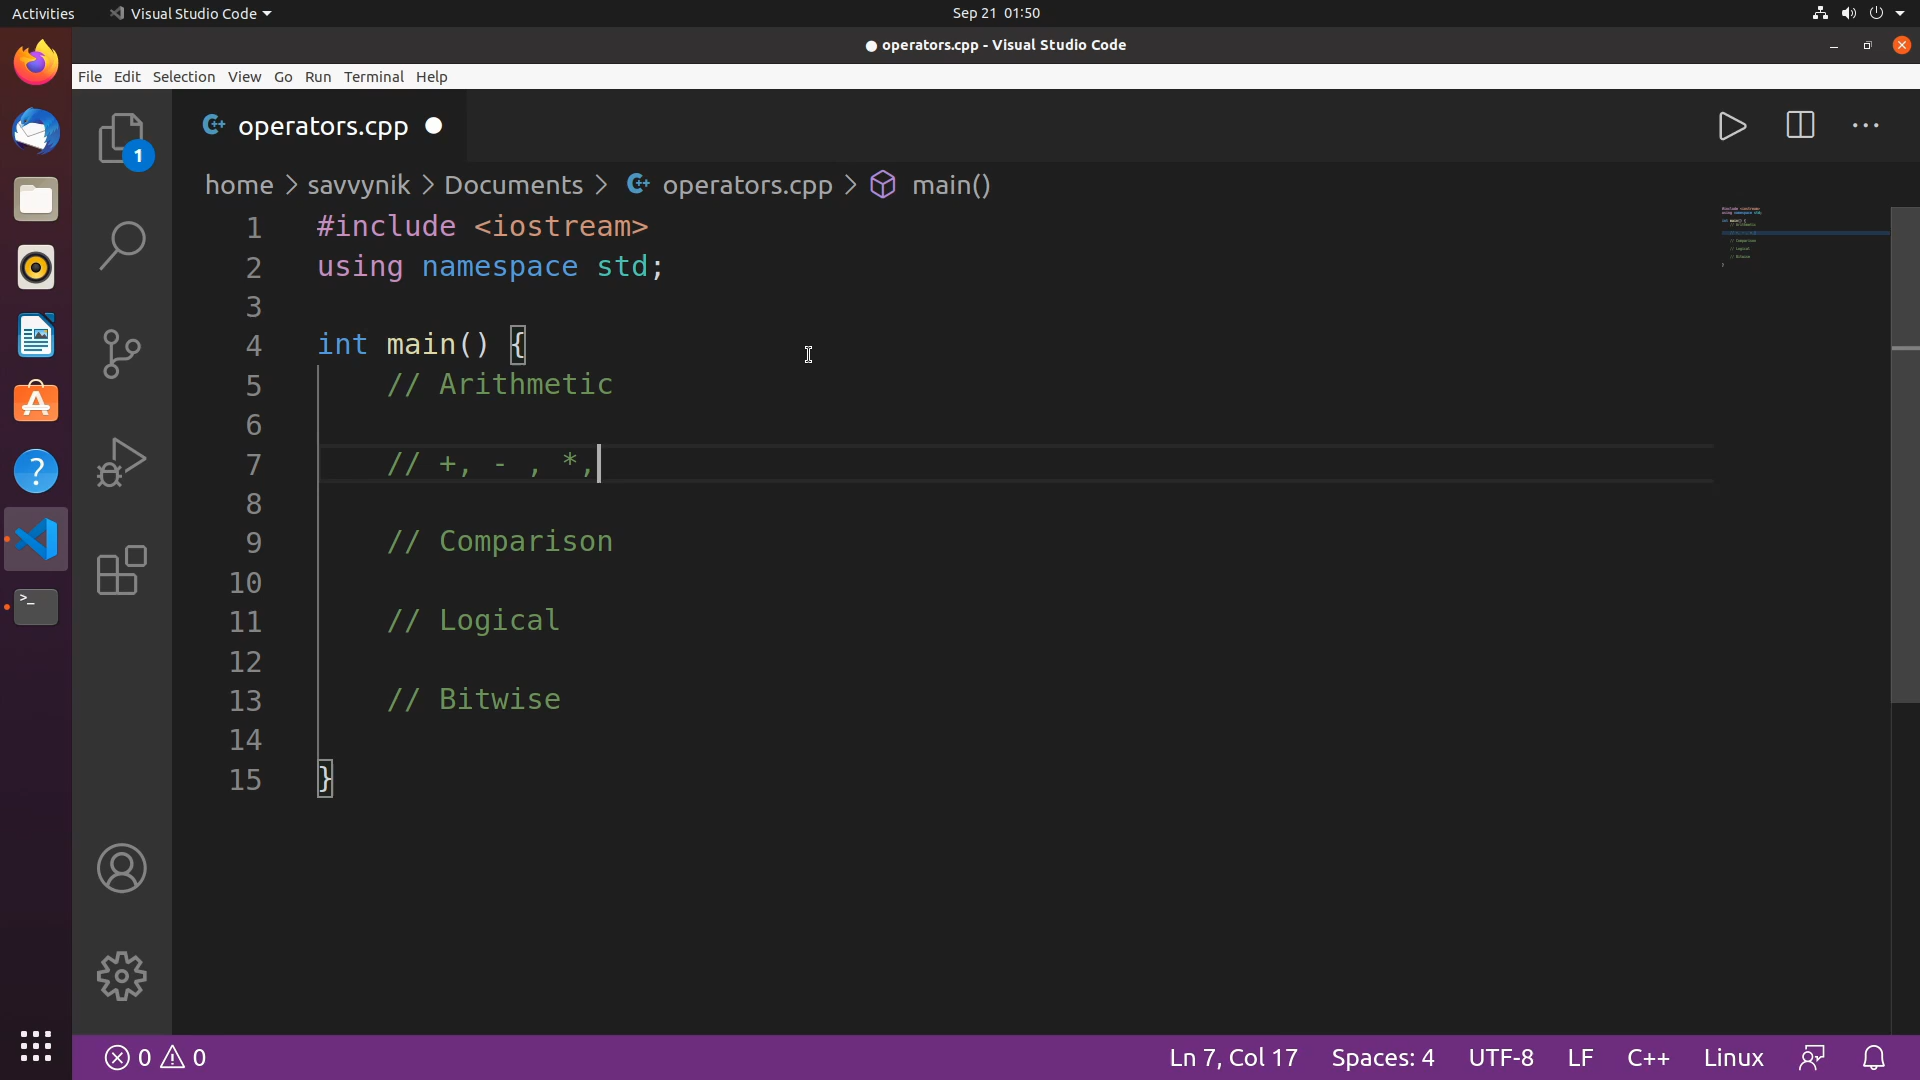 Activities Visual Studio Code Sep 21 01:50
● operators.cpp - Visual Studio Code
File Edit Selection View Go Run Terminal Help
operators.cpp
1
home > savvynik > Documents > operators.cpp > main()
1 #include <iostream>
2 using namespace std;
3
4 int main() {
5 // Arithmetic
6
7 // +, - , *,
8
9 // Comparison
10
11 // Logical
12
13 // Bitwise
14
15 }
0 0 Ln 7, Col 17 Spaces: 4 UTF-8 LF C++ Linux